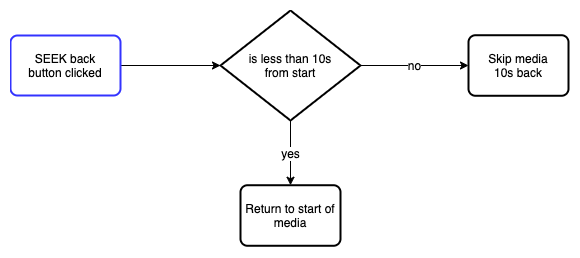 SEEK back
button clicked
is less than 10s
from start
no
Skip media
10s back
yes
Return to start of
media